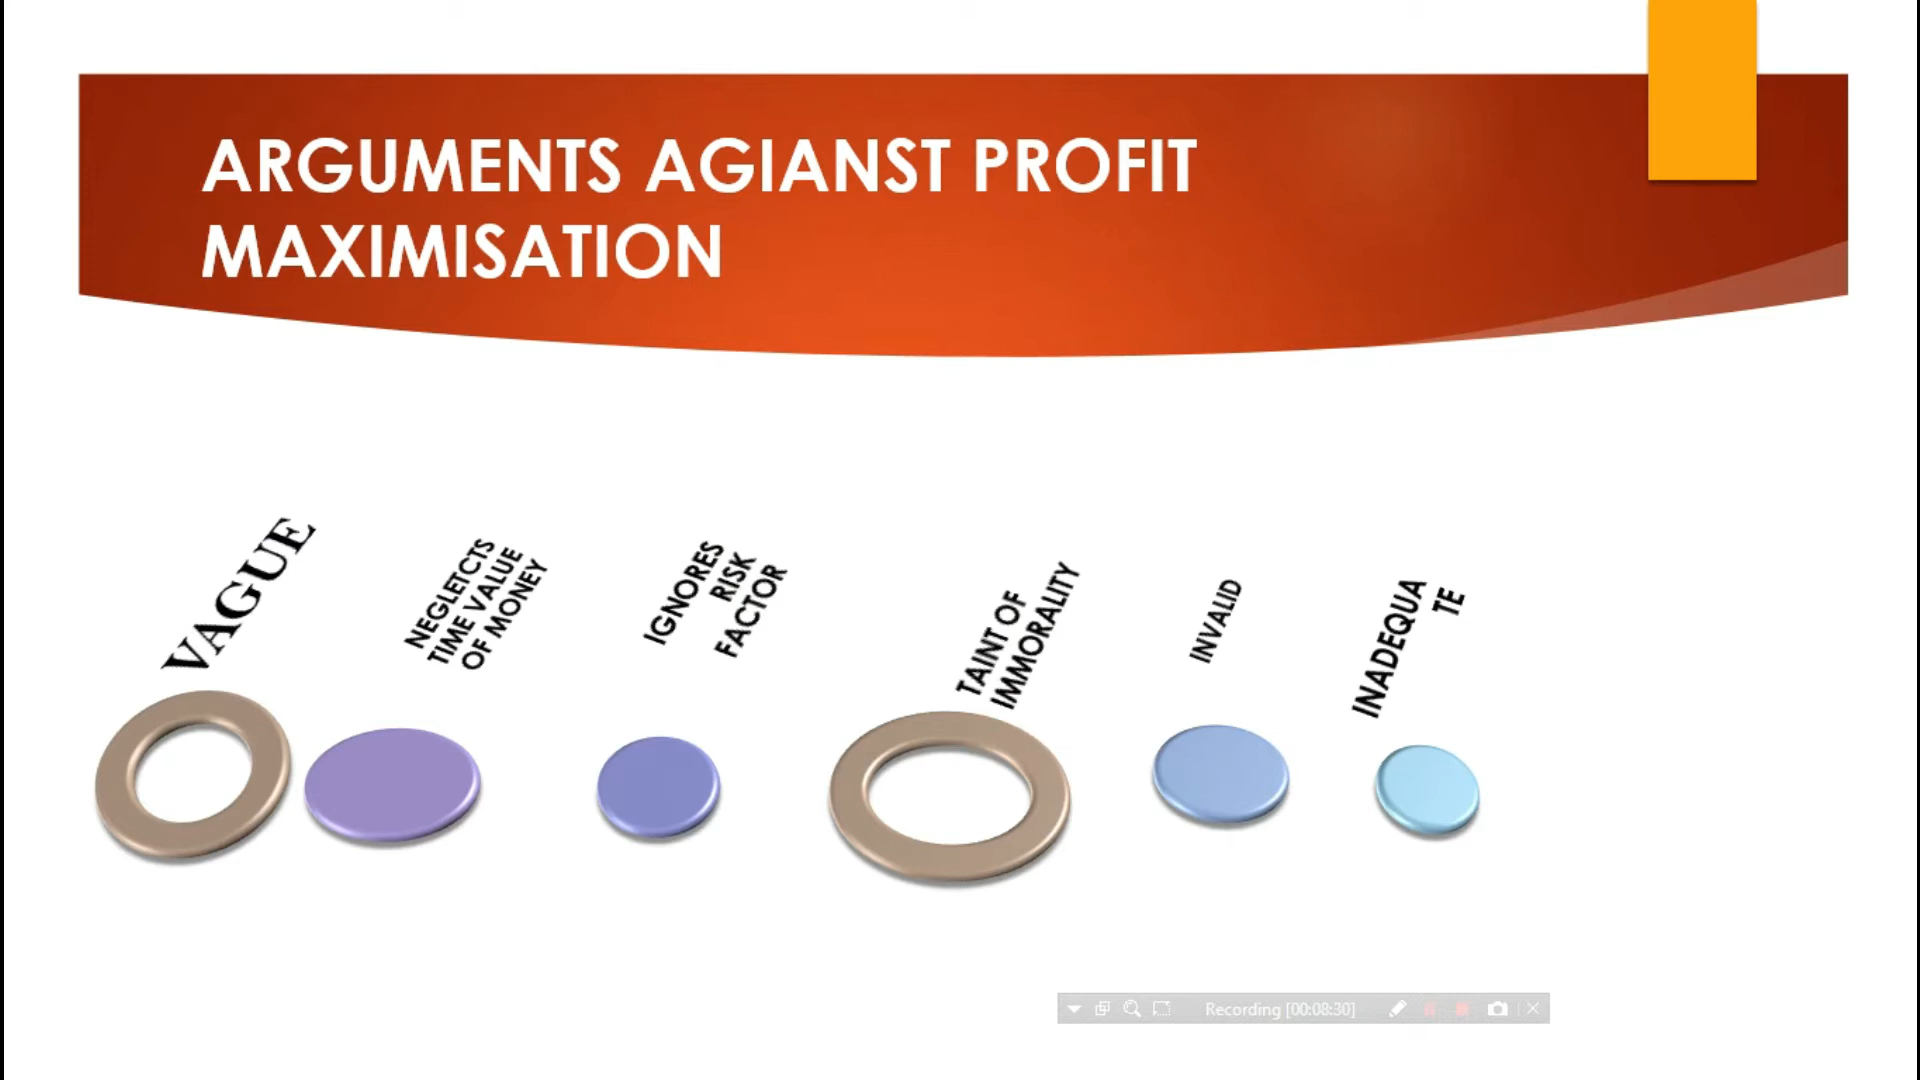 ARGUMENTS AGIANST PROFIT
MAXIMISATION
VAGUE
NEGLETCTS
TIME VALUE
OF MONEY
IGNORES
RISK
FACTOR
TAINT OF
IMMORALITY
INVALID
INADEQUA
TE
Recording [00:08:30]